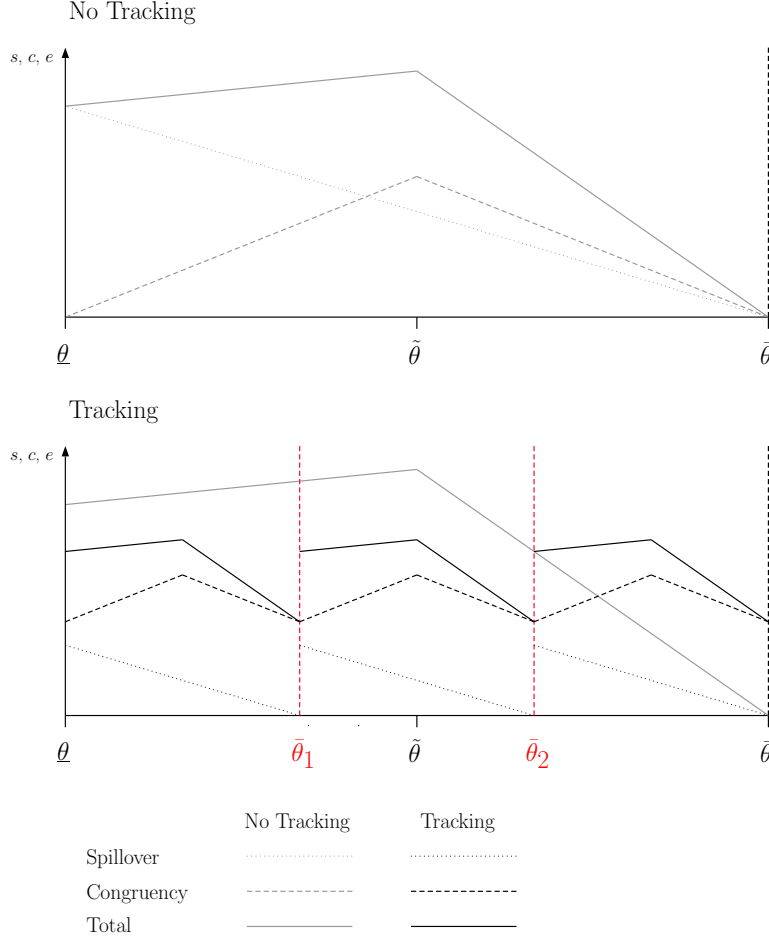 No Tracking
s, c, e
θ̲ θ̃ θ̄
Tracking
s, c, e
θ̲ θ̄₁ θ̃ θ̄₂ θ̄
No Tracking Tracking
Spillover
Congruency
Total